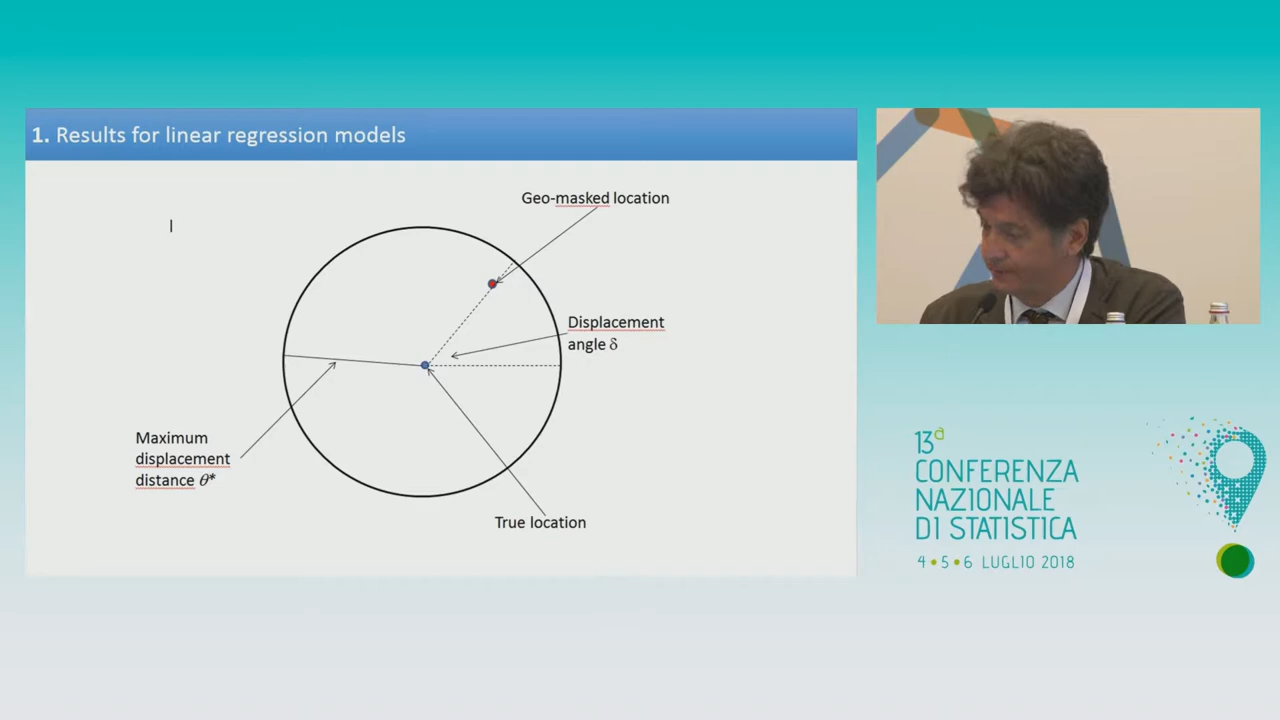 1. Results for linear regression models
Geo-masked location
Displacement
angle δ
Maximum
displacement
distance θ*
True location
13ª
CONFERENZA
NAZIONALE
DI STATISTICA
4 • 5 • 6 LUGLIO 2018